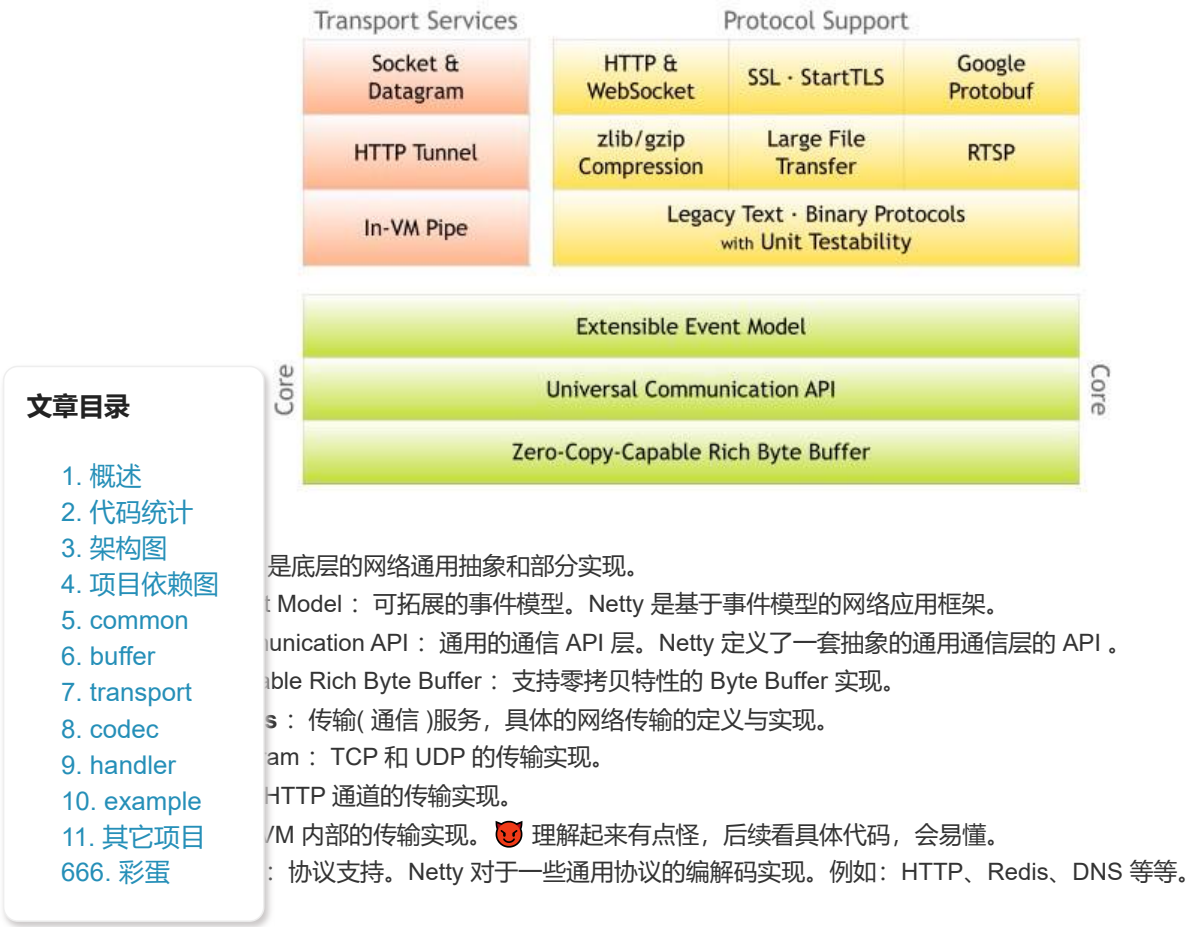 Transport Services
Protocol Support
Socket &
Datagram
HTTP &
WebSocket
SSL · StartTLS
Google
Protobuf
HTTP Tunnel
zlib/gzip
Compression
Large File
Transfer
RTSP
In-VM Pipe
Legacy Text · Binary Protocols
with Unit Testability
Extensible Event Model
Core
Universal Communication API
Core
Zero-Copy-Capable Rich Byte Buffer
文章目录
1. 概述
2. 代码统计
3. 架构图
4. 项目依赖图
5. common
6. buffer
7. transport
8. codec
9. handler
10. example
11. 其它项目
666. 彩蛋
是底层的网络通用抽象和部分实现。
t Model ：可拓展的事件模型。Netty 是基于事件模型的网络应用框架。
unication API ：通用的通信 API 层。Netty 定义了一套抽象的通用通信层的 API 。
able Rich Byte Buffer ：支持零拷贝特性的 Byte Buffer 实现。
s ：传输( 通信 )服务，具体的网络传输的定义与实现。
am ：TCP 和 UDP 的传输实现。
HTTP 通道的传输实现。
VM 内部的传输实现。😈 理解起来有点怪，后续看具体代码，会易懂。
：协议支持。Netty 对于一些通用协议的编解码实现。例如：HTTP、Redis、DNS 等等。